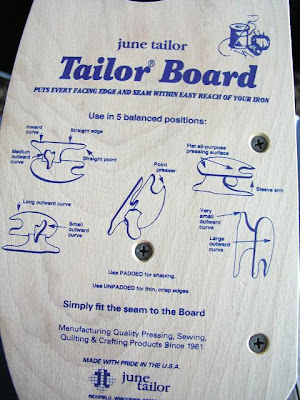 june tailor
Tailor® Board
PUTS EVERY FACING EDGE AND SEAM WITHIN EASY REACH OF YOUR IRON
Use in 5 balanced positions:
Inward
curve
Straight edge
Medium
outward
curve
Straight point
Point
presser
Flat all-purpose
pressing surface
Sleeve arm
Long outward curve
Small
outward
curve
Very
small
outward
curve
Large
outward
curve
Use PADDED for shaping.
Use UNPADDED for thin, crisp edges.
Simply fit the seam to the Board
Manufacturing Quality Pressing, Sewing,
Quilting & Crafting Products Since 1961
MADE WITH PRIDE IN THE U.S.A.
jt
june
tailor
RICHFIELD, WISCONSIN